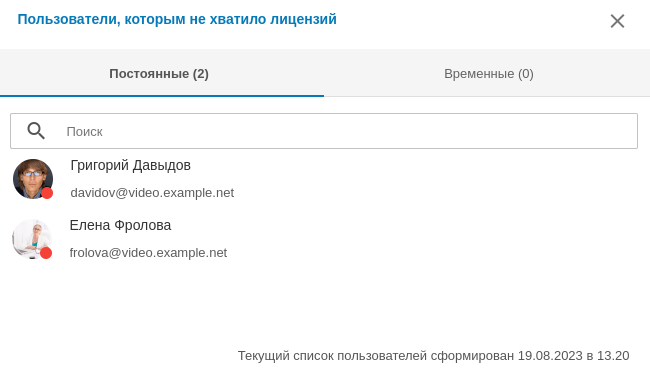 Пользователи, которым не хватило лицензий
Постоянные (2)
Временные (0)
Поиск
Григорий Давыдов
davidov@video.example.net
Елена Фролова
frolova@video.example.net
Текущий список пользователей сформирован 19.08.2023 в 13.20